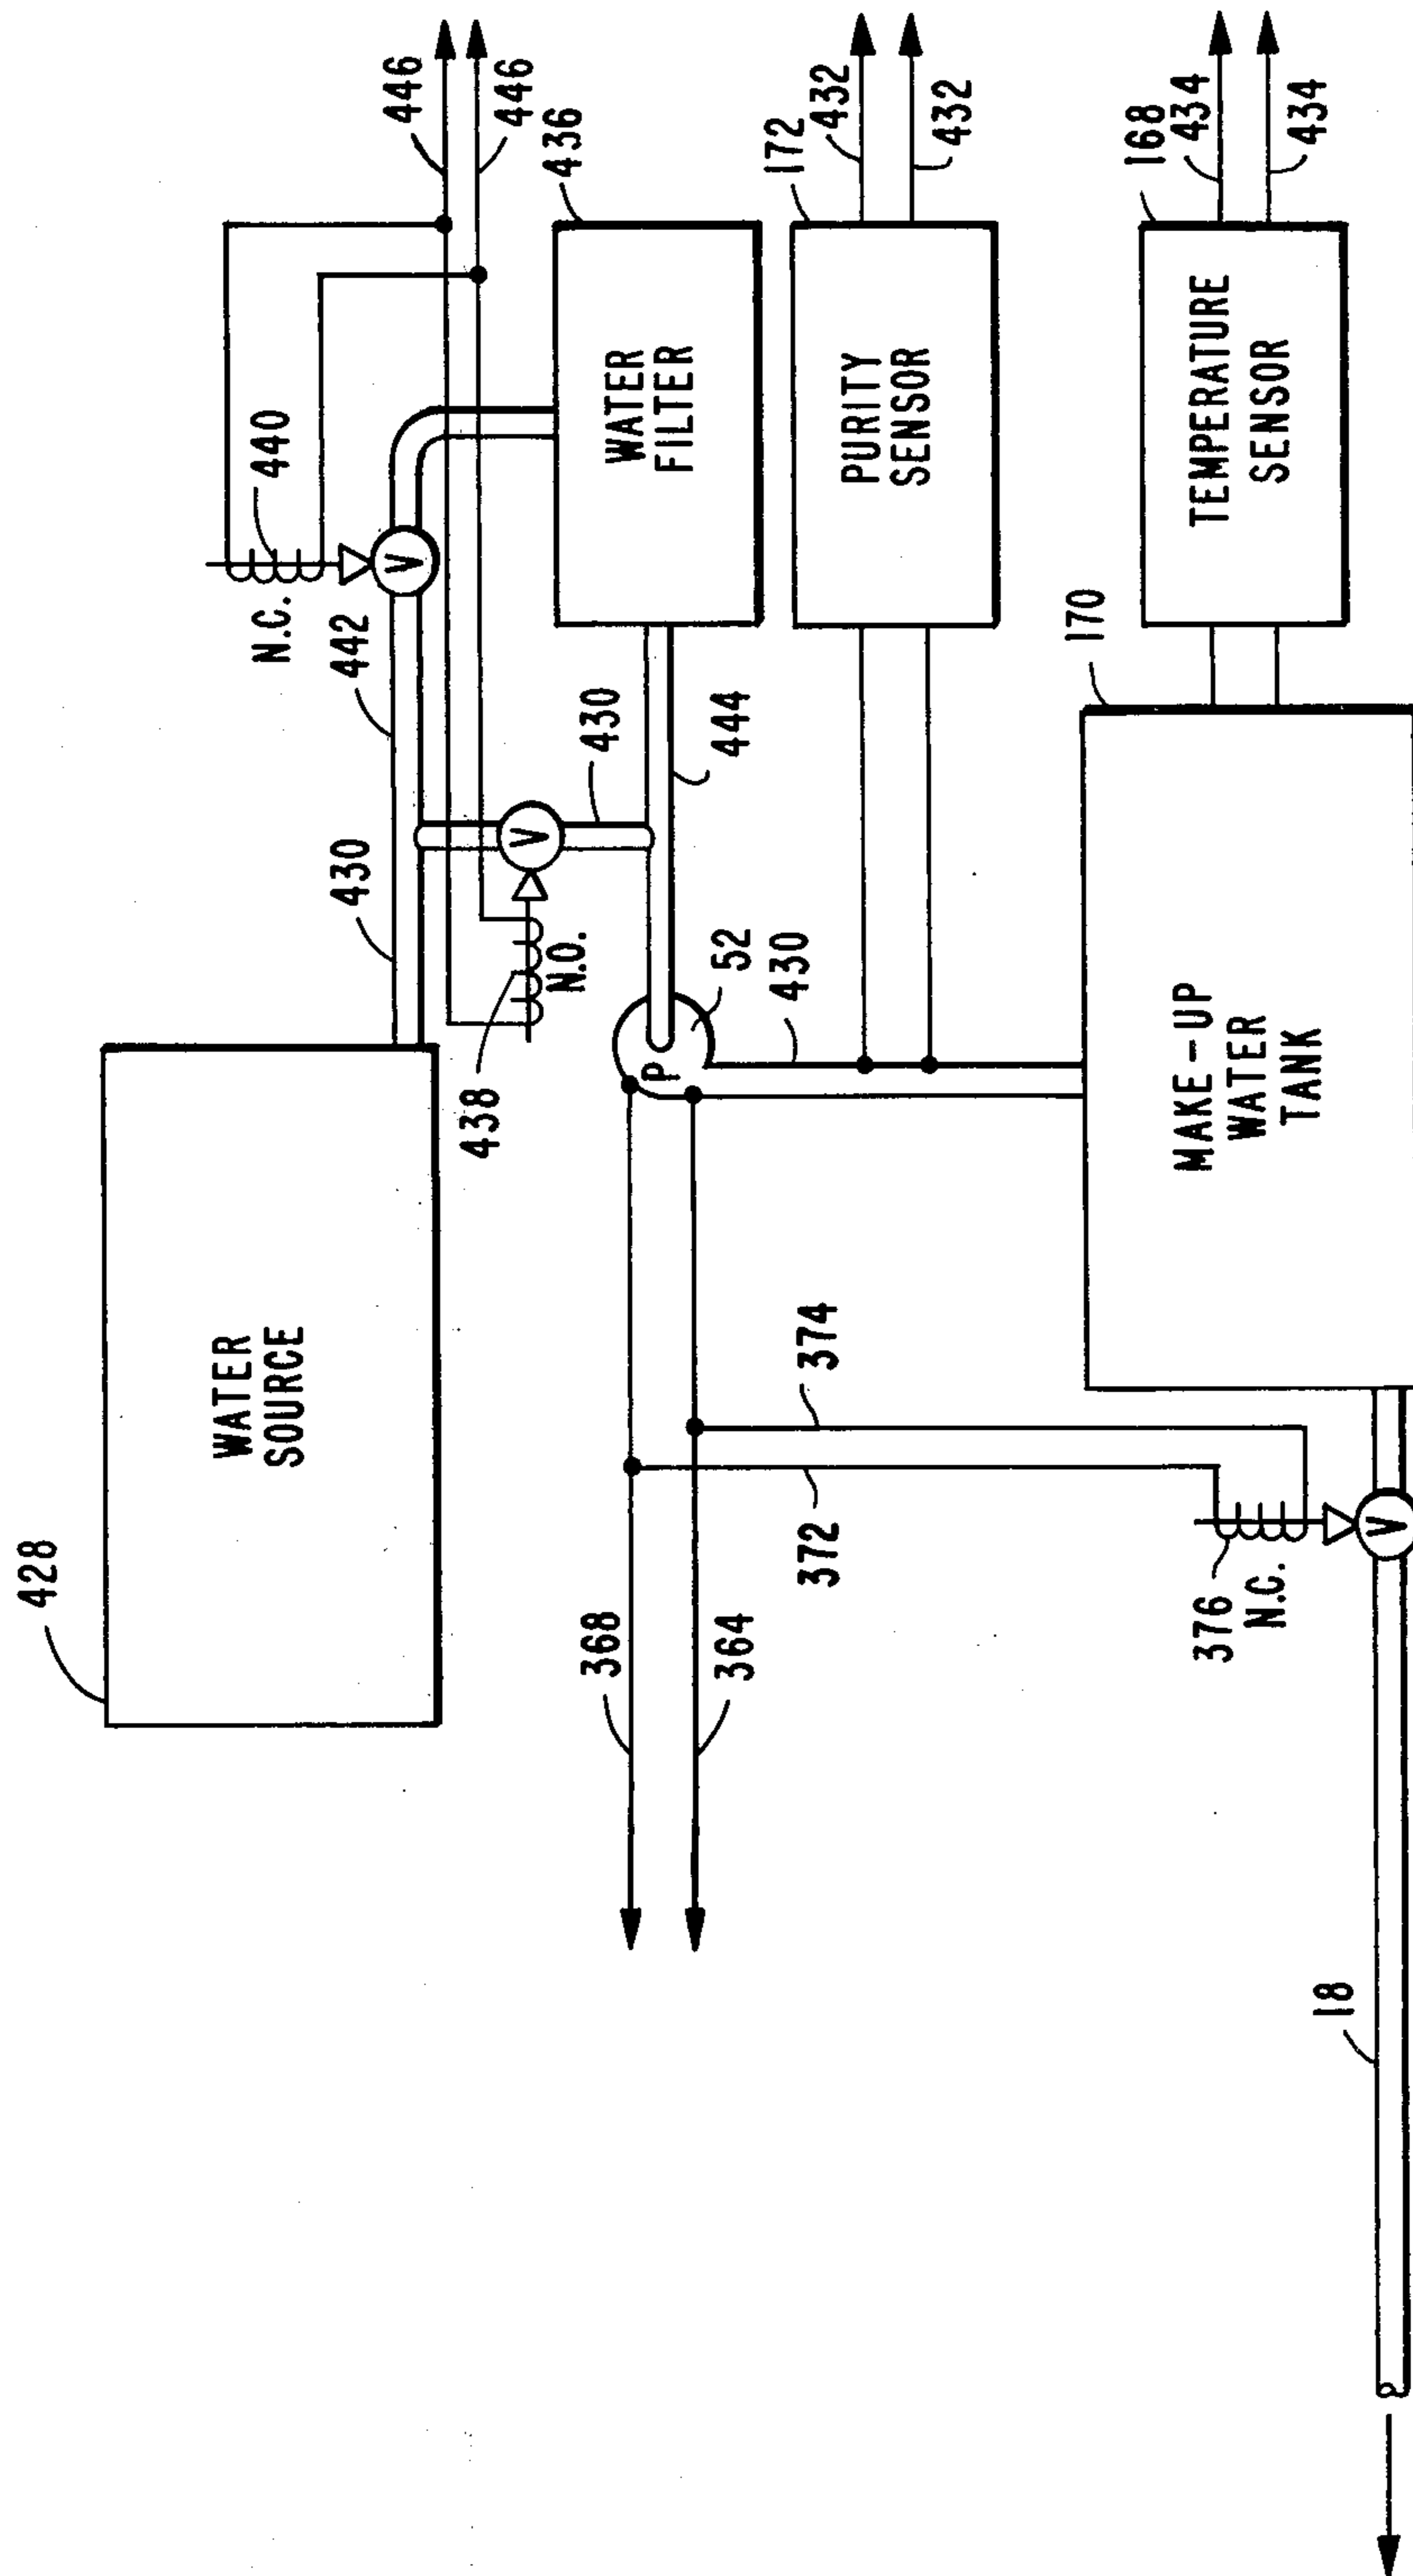 428
WATER
SOURCE
N.C.
440
430
442
V
446
446
438
N.O.
V
430
436
WATER
FILTER
444
368
364
P
52
430
172
432
PURITY
SENSOR
432
372
374
170
168
434
TEMPERATURE
SENSOR
434
MAKE-UP
WATER
TANK
376
N.C.
V
18